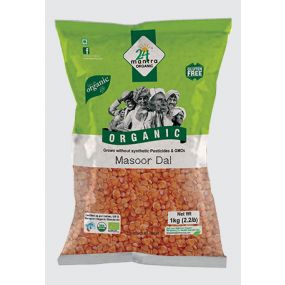 24
mantra
ORGANIC
GLUTEN
FREE
organic
ORGANIC
Grown without synthetic Pesticides & GMOs
Masoor Dal
Net Wt
1kg (2.2lb)